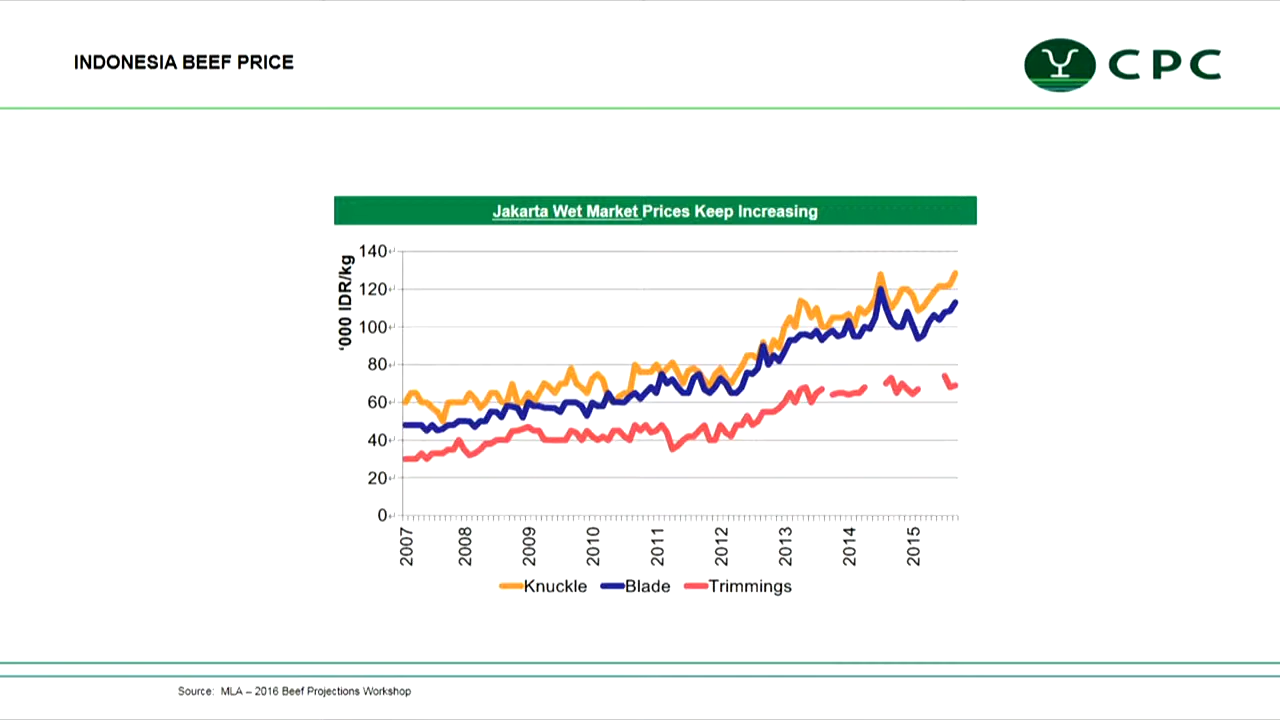 INDONESIA BEEF PRICE
CPC
Jakarta Wet Market Prices Keep Increasing
'000 IDR/kg
140
120
100
80
60
40
20
0
2007 2008 2009 2010 2011 2012 2013 2014 2015
Knuckle Blade Trimmings
Source: MLA – 2016 Beef Projections Workshop